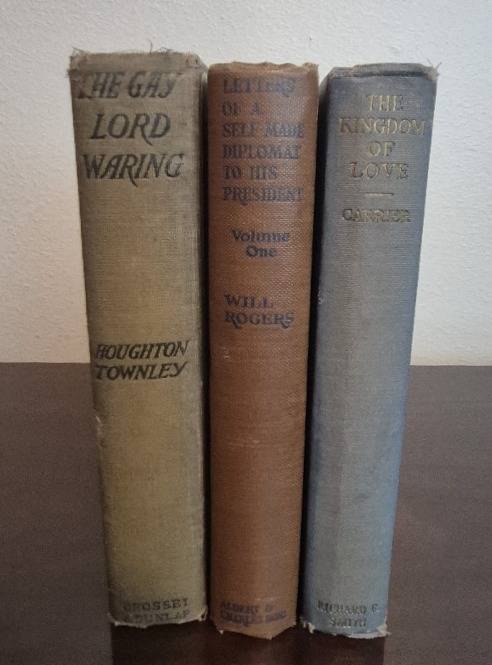 THE GAY
LORD
WARING
HOUGHTON
TOWNLEY
GROSSET
& DUNLAP
LETTERS
OF A
SELF MADE
DIPLOMAT
TO HIS
PRESIDENT
Volume
One
WILL
ROGERS
ALBERT &
CHARLES BONI
THE
KINGDOM
OF
LOVE
CARRIER
RICHARD G.
SMITH